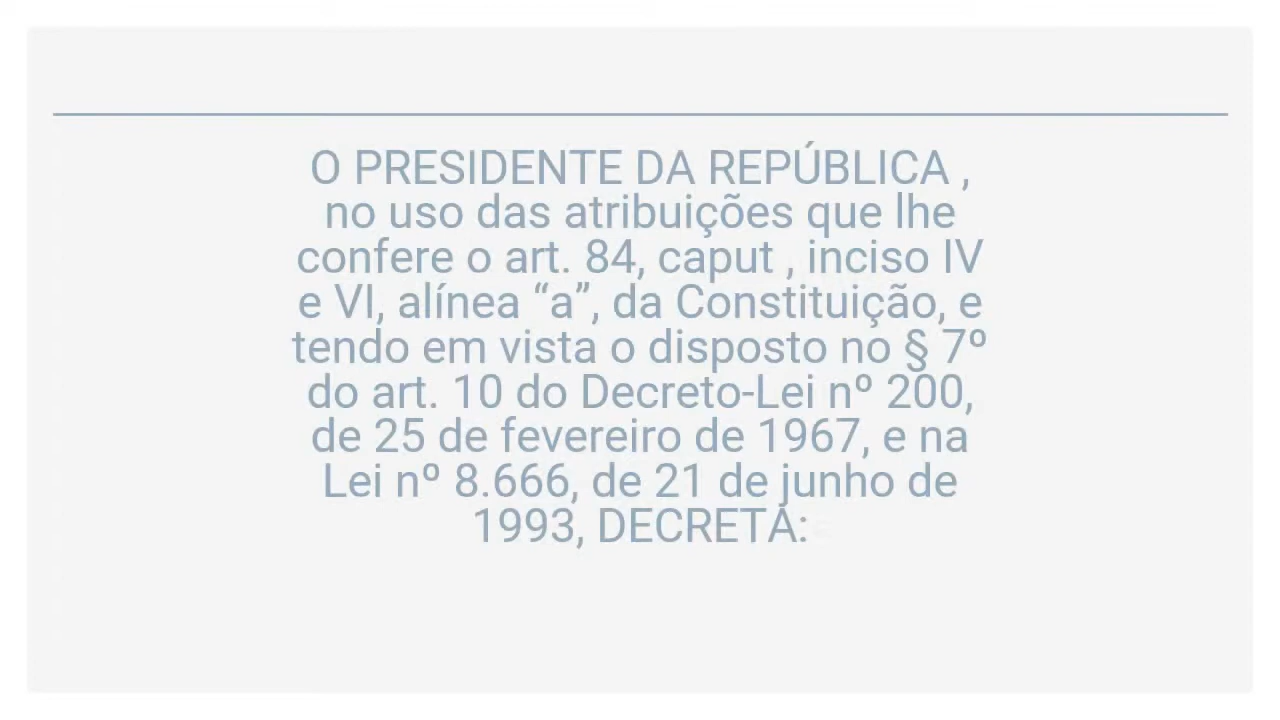 O PRESIDENTE DA REPÚBLICA ,
no uso das atribuições que lhe
confere o art. 84, caput , inciso IV
e VI, alínea “a”, da Constituição, e
tendo em vista o disposto no § 7º
do art. 10 do Decreto-Lei nº 200,
de 25 de fevereiro de 1967, e na
Lei nº 8.666, de 21 de junho de
1993, DECRETA: